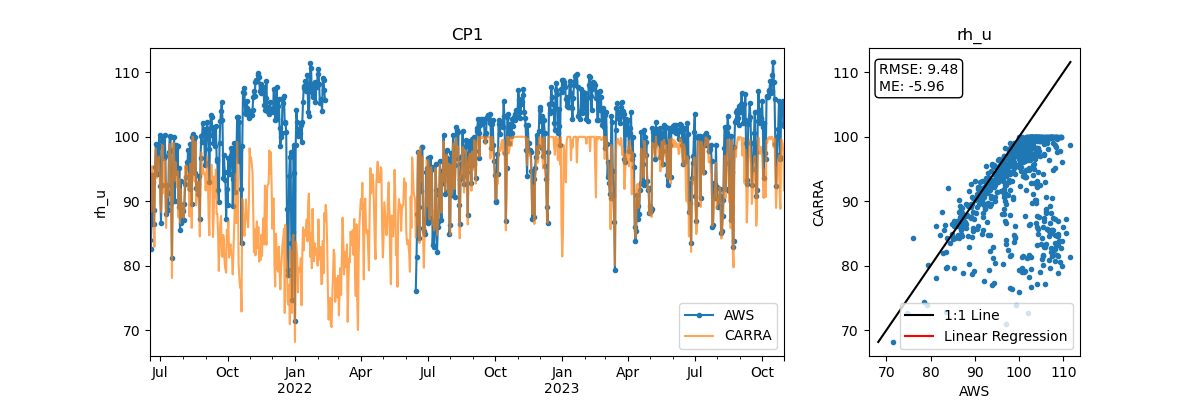 CP1
rh_u
110
100
90
80
70
rh_u
Jul
Oct
Jan
2022
Apr
Jul
Oct
Jan
2023
Apr
Jul
Oct
AWS
CARRA
rh_u
RMSE: 9.48
ME: -5.96
110
100
90
80
70
CARRA
70
80
90
100
110
AWS
1:1 Line
Linear Regression